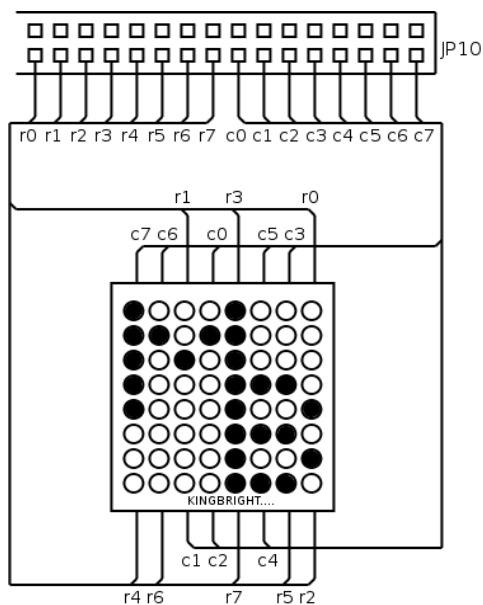 JP10
r0 r1 r2 r3 r4 r5 r6 r7 c0 c1 c2 c3 c4 c5 c6 c7
r1 r3 r0
c7 c6 c0 c5 c3
KINGBRIGHT....
c1 c2 c4
r4 r6 r7 r5 r2